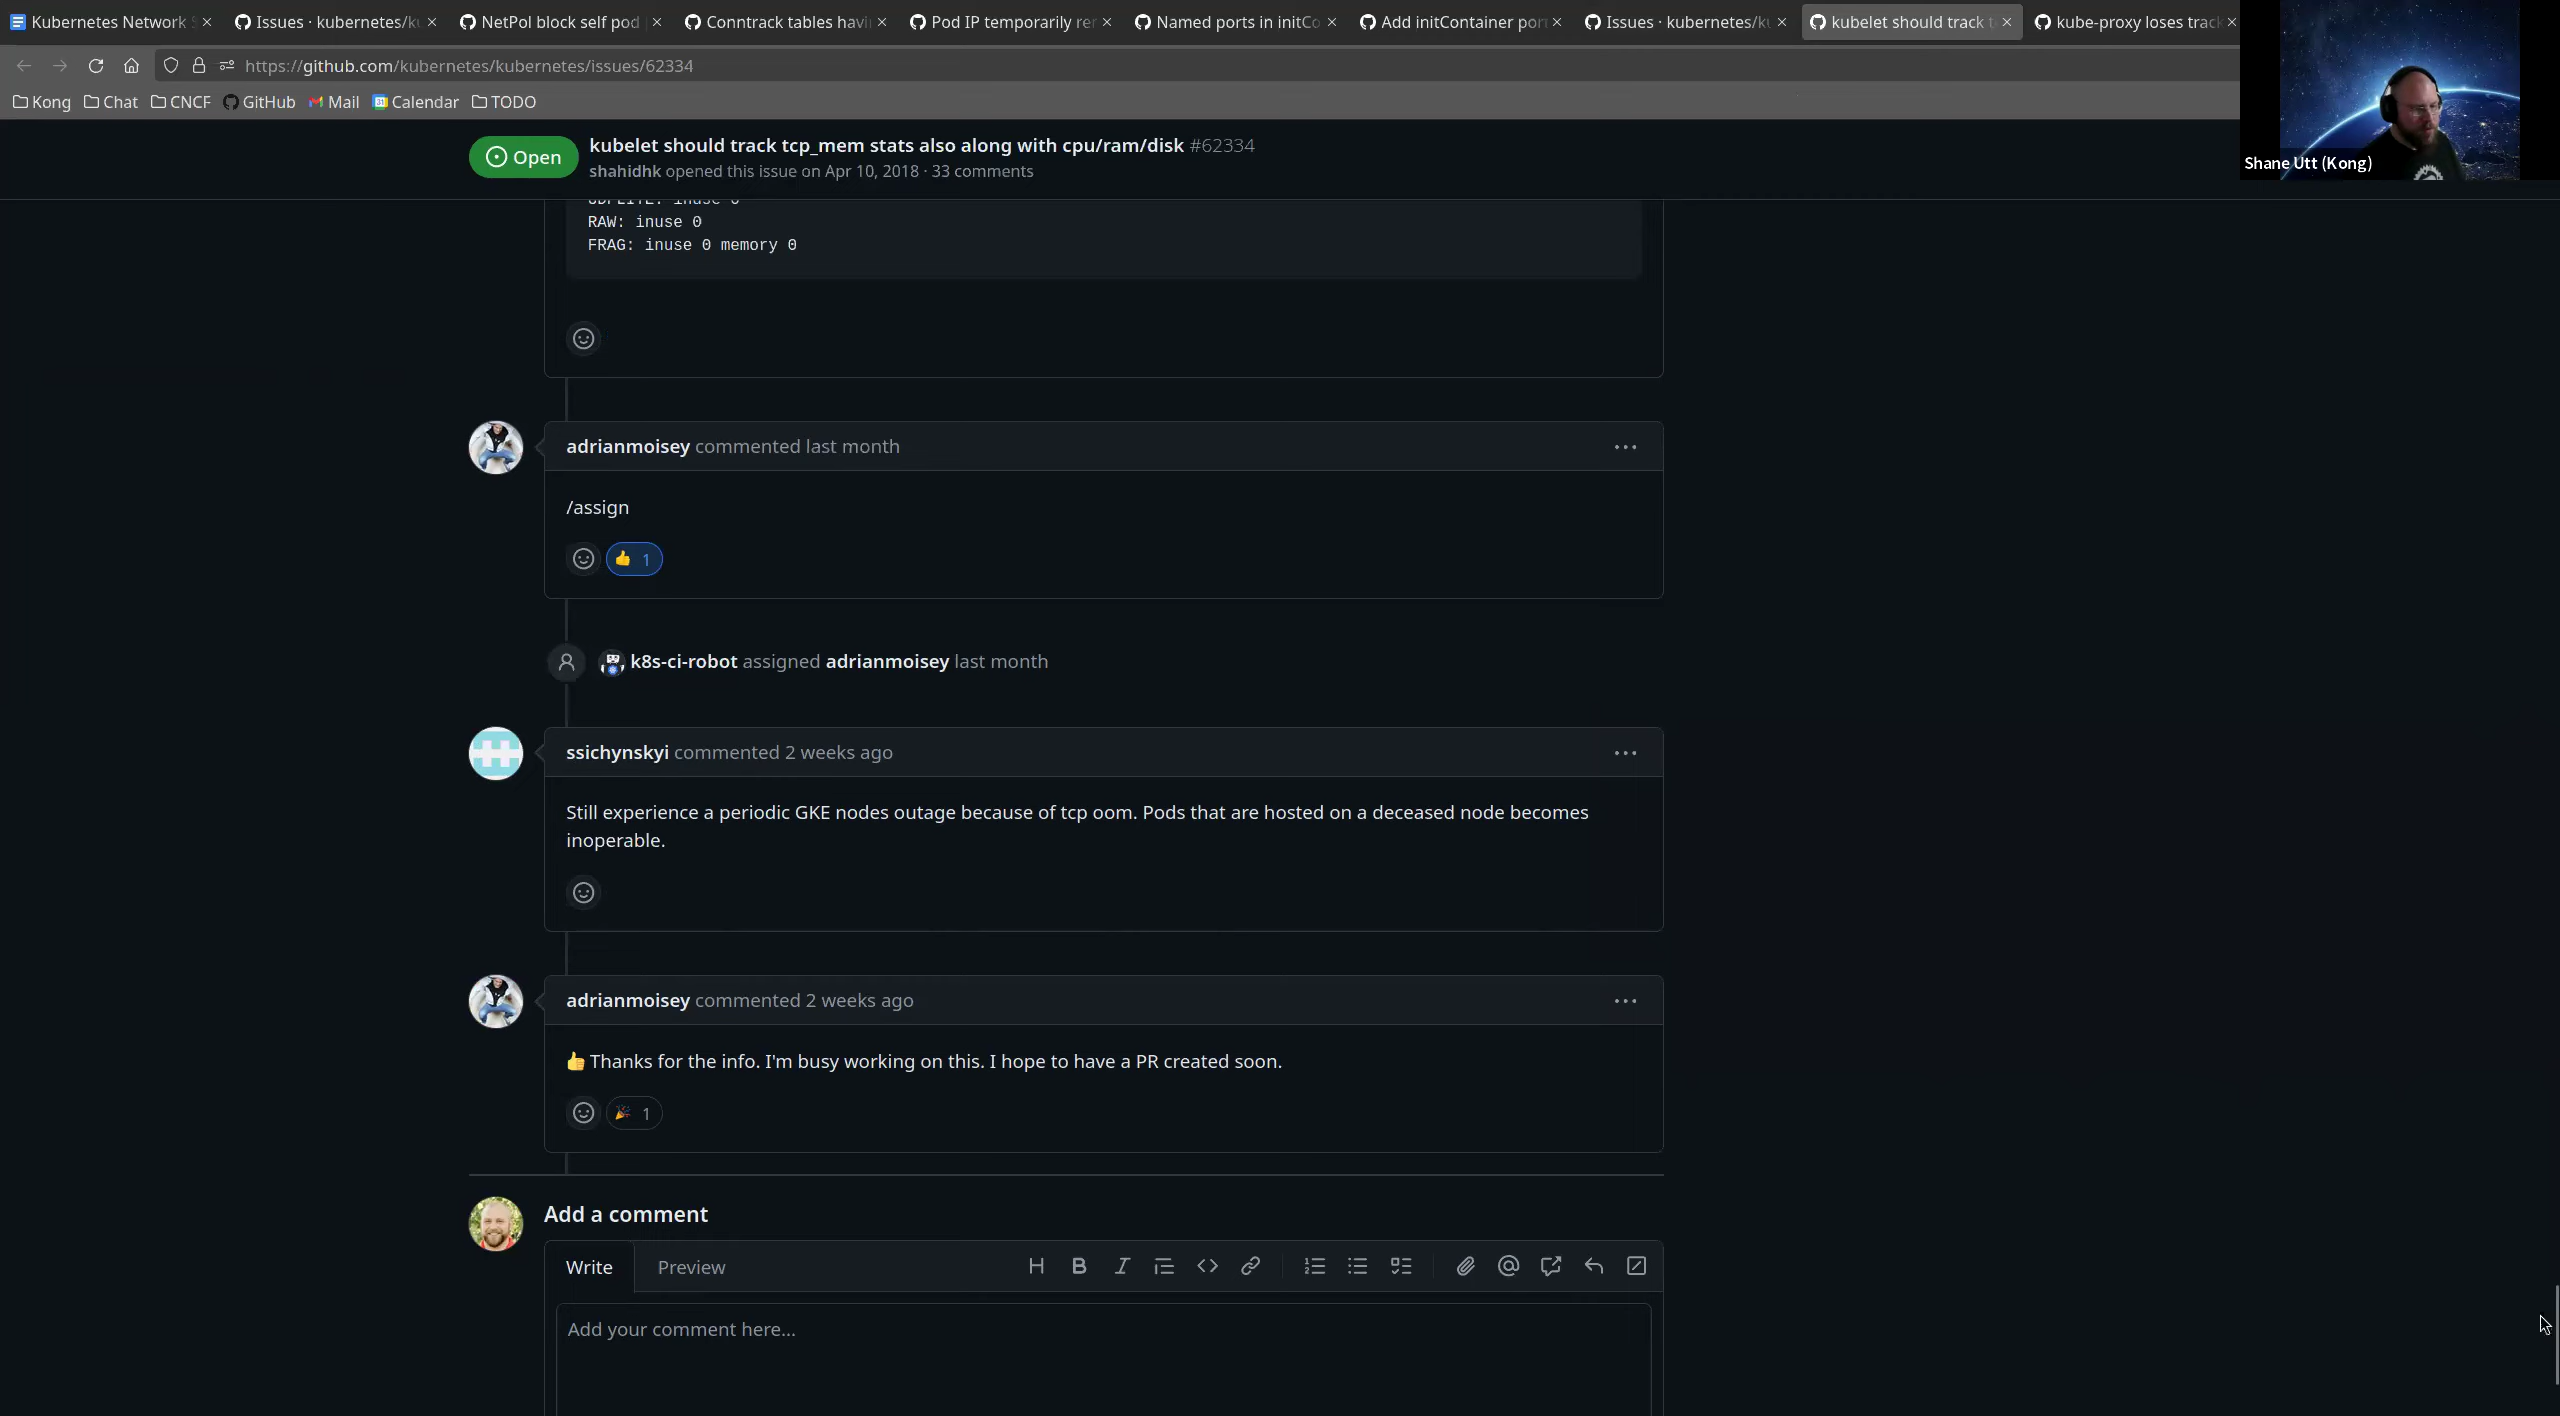 Kubernetes Network
Issues · kubernetes/k
NetPol block self pod
Conntrack tables havi
Pod IP temporarily re
Named ports in initCo
Add initContainer por
Issues · kubernetes/k
kubelet should track t
kube-proxy loses track
https://github.com/kubernetes/kubernetes/issues/62334
Kong Chat CNCF GitHub Mail Calendar TODO
Shane Utt (Kong)
Open
kubelet should track tcp_mem stats also along with cpu/ram/disk #62334
shahidhk opened this issue on Apr 10, 2018 · 33 comments
RAW: inuse 0
FRAG: inuse 0 memory 0
adrianmoisey commented last month
/assign
👍 1
k8s-ci-robot assigned adrianmoisey last month
ssichynskyi commented 2 weeks ago
Still experience a periodic GKE nodes outage because of tcp oom. Pods that are hosted on a deceased node becomes
inoperable.
adrianmoisey commented 2 weeks ago
👍 Thanks for the info. I'm busy working on this. I hope to have a PR created soon.
🎉 1
Add a comment
Write Preview
Add your comment here...